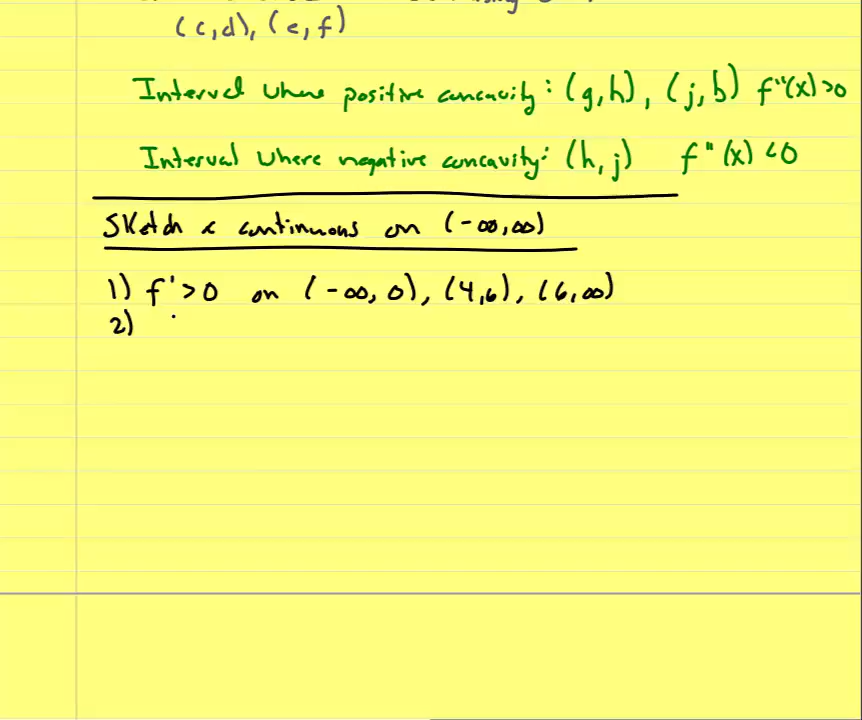 (c,d), (e,f)
Interval where positive concavity: (g,h), (j,b) f"(x)>0
Interval where negative concavity: (h,j) f"(x)<0
Sketch a continuous on (-∞,∞)
1) f'>0 on (-∞,0), (4,6), (6,∞)
2)